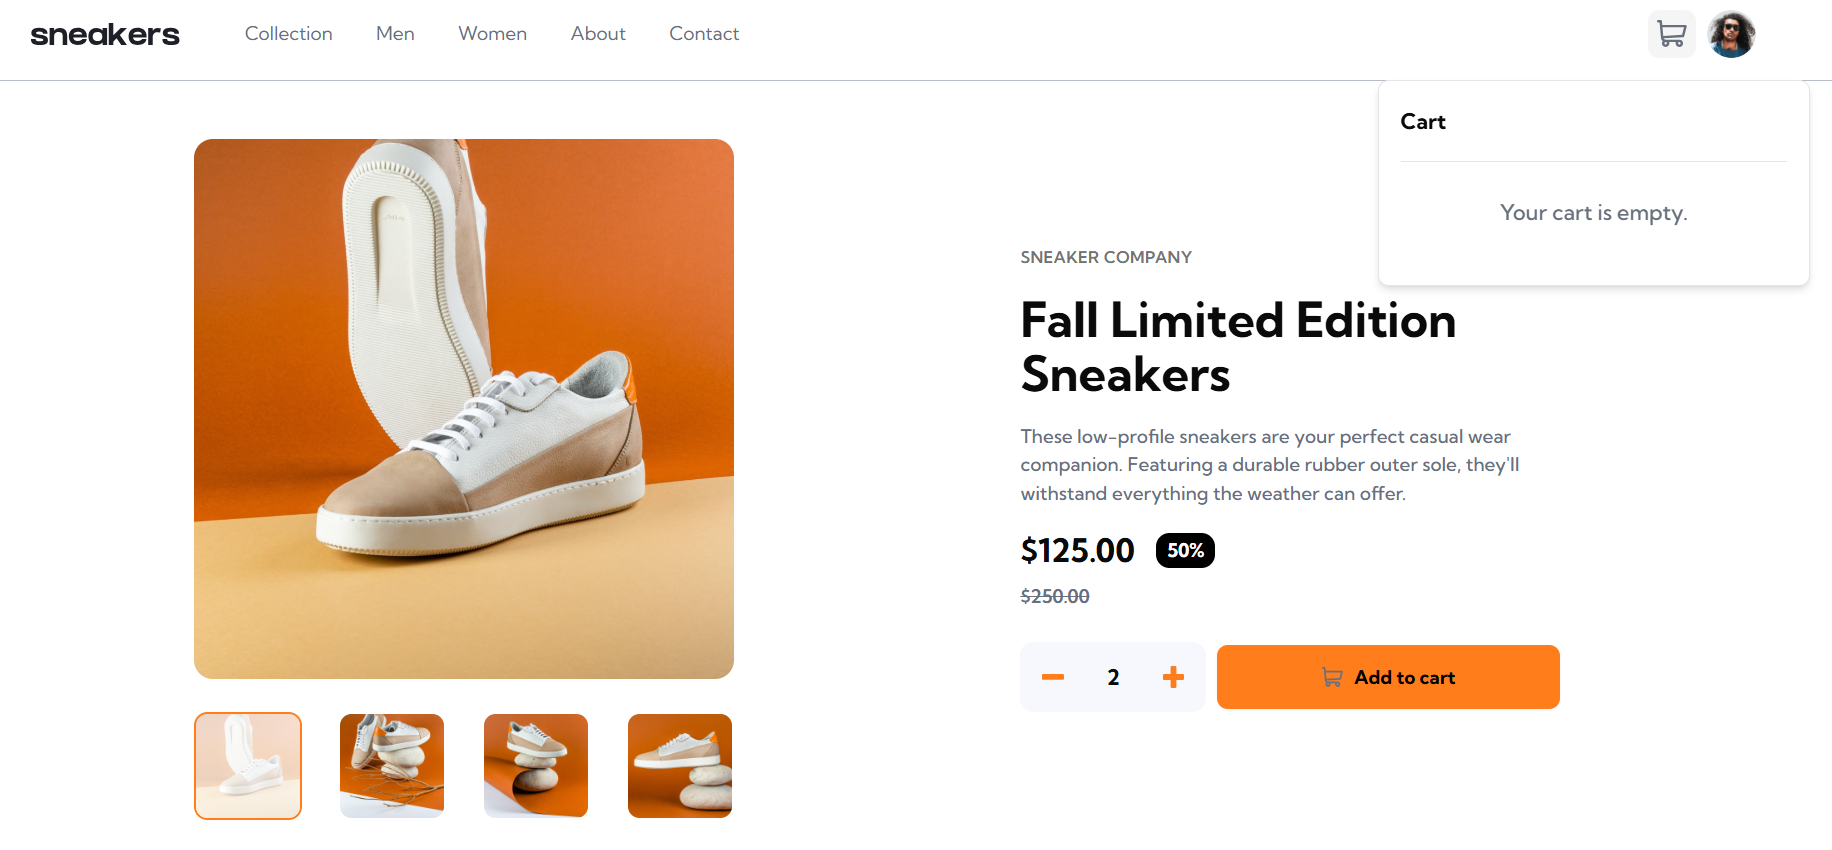 sneakers
Collection
Men
Women
About
Contact
Cart
Your cart is empty.
SNEAKER COMPANY
Fall Limited Edition
Sneakers
These low-profile sneakers are your perfect casual wear
companion. Featuring a durable rubber outer sole, they'll
withstand everything the weather can offer.
$125.00
50%
$250.00
2
Add to cart